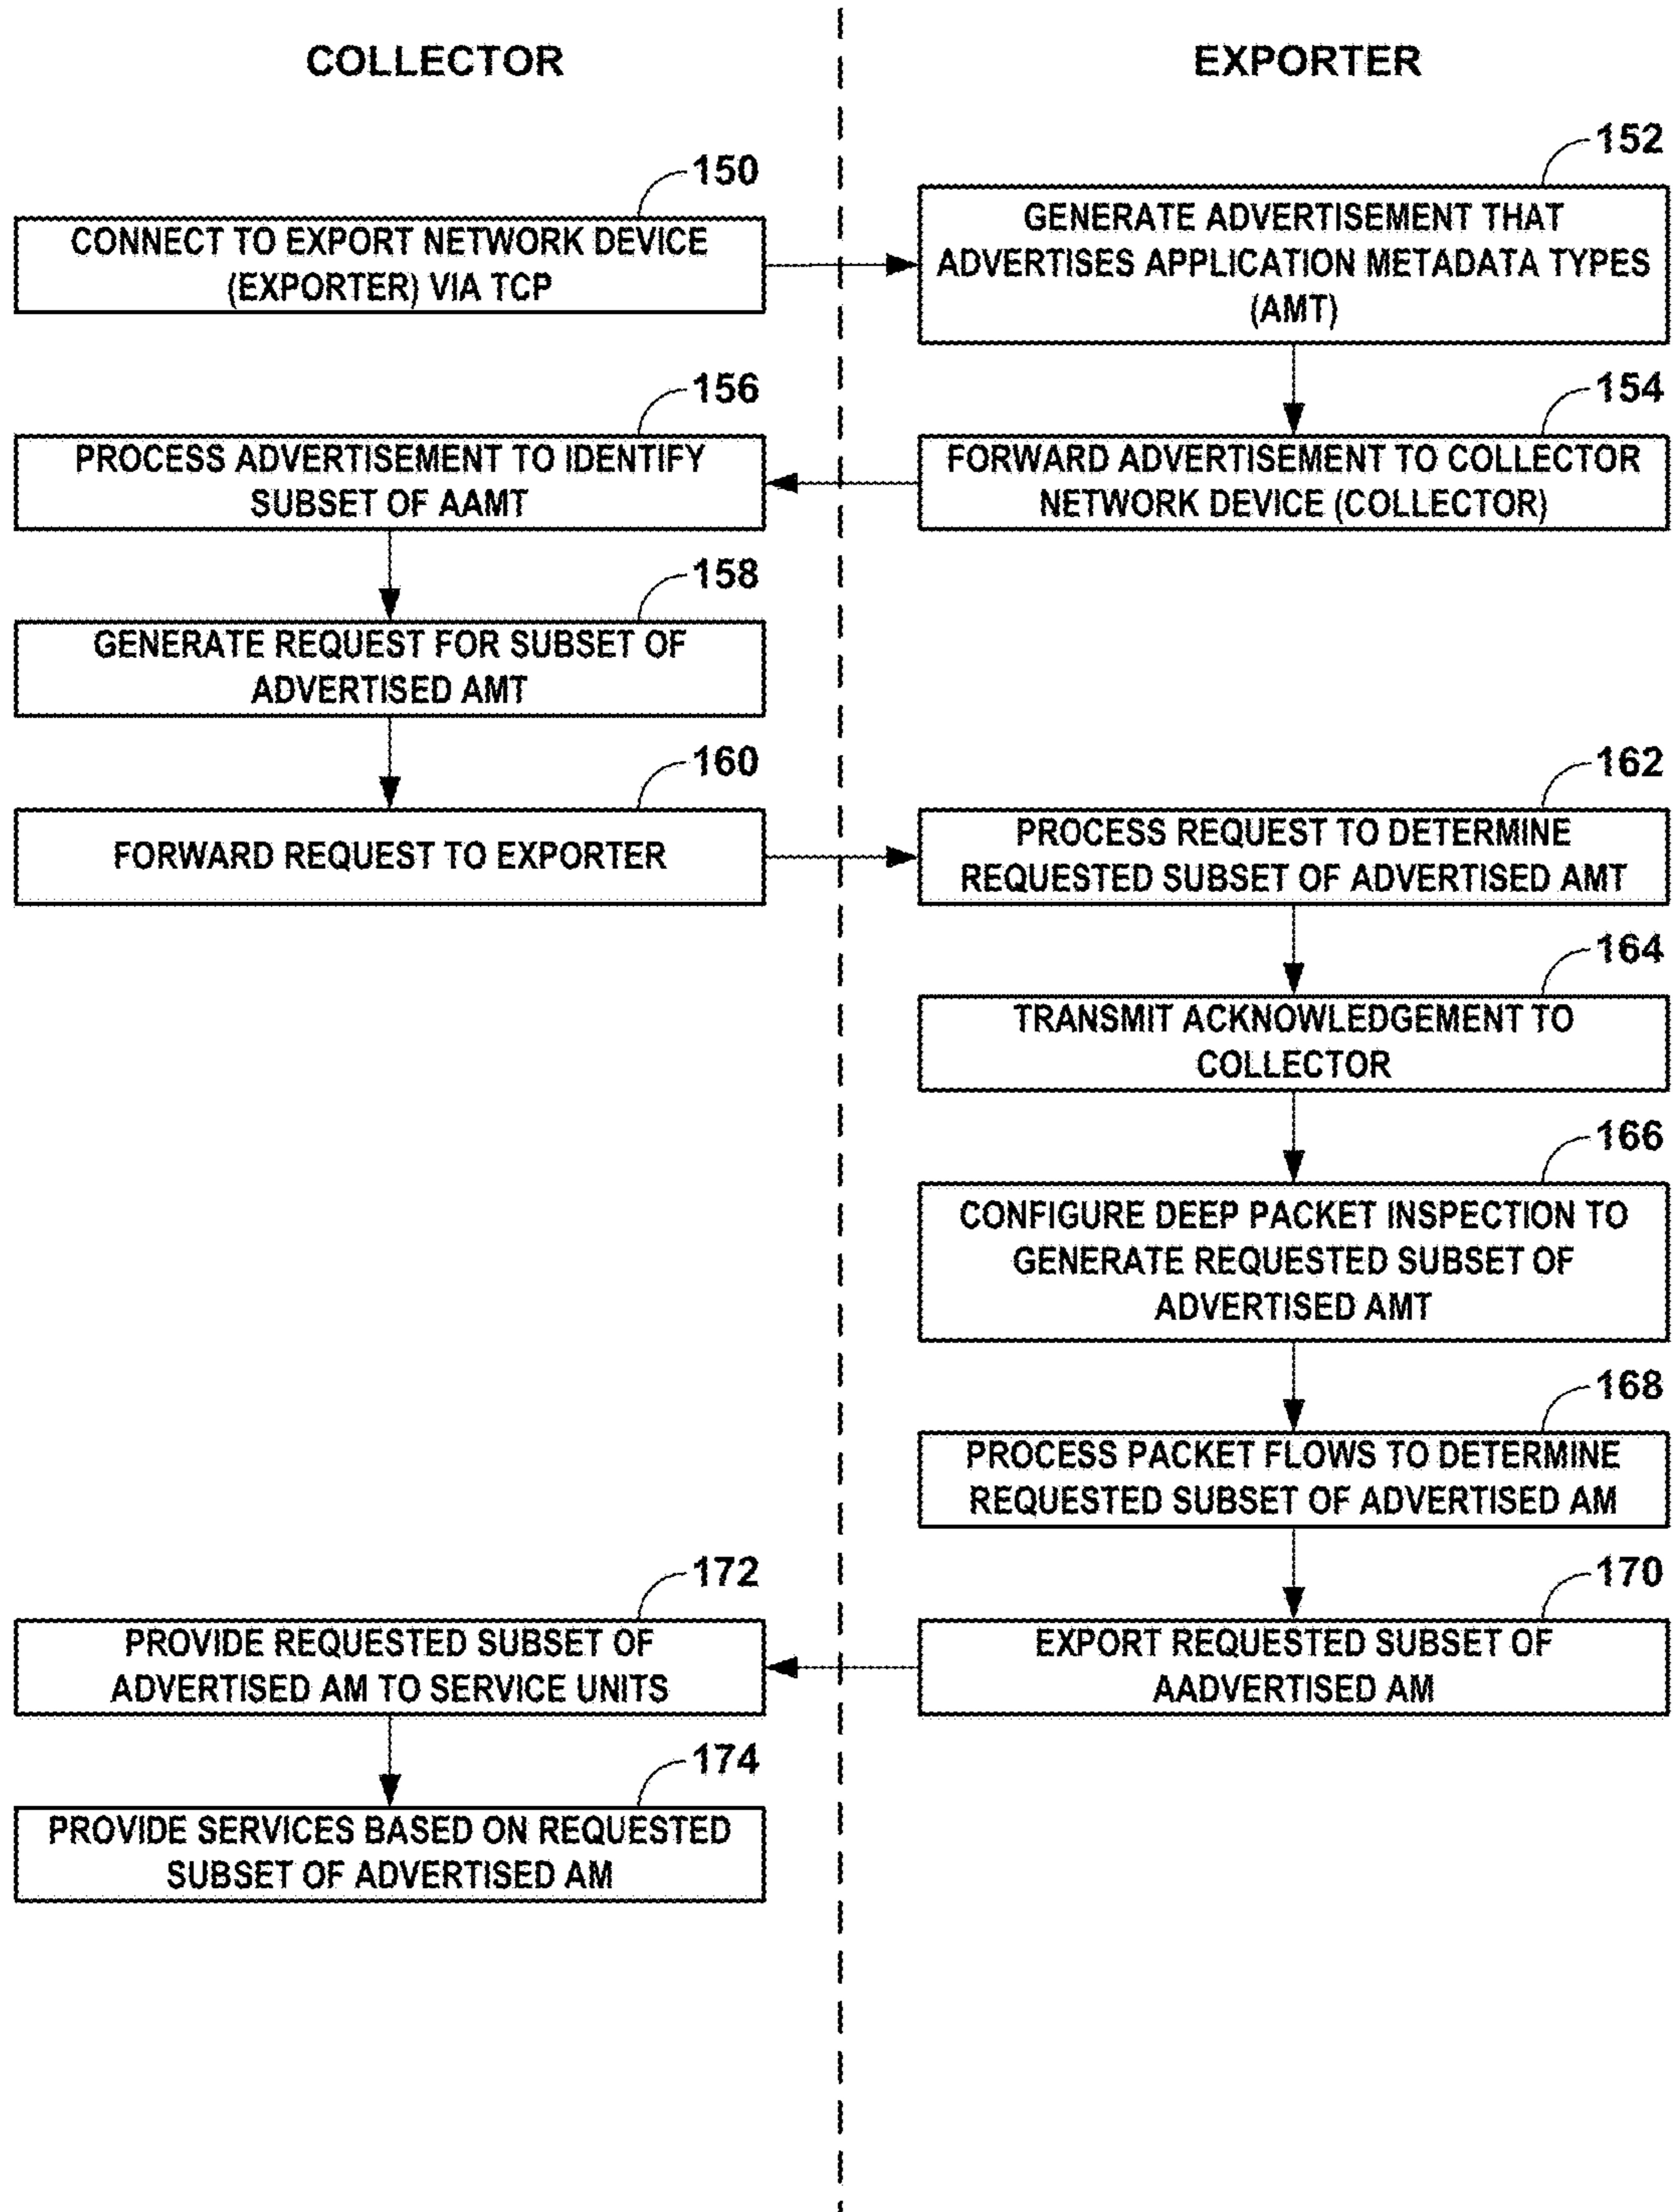 COLLECTOR
EXPORTER
150
CONNECT TO EXPORT NETWORK DEVICE
(EXPORTER) VIA TCP
152
GENERATE ADVERTISEMENT THAT
ADVERTISES APPLICATION METADATA TYPES
(AMT)
154
FORWARD ADVERTISEMENT TO COLLECTOR
NETWORK DEVICE (COLLECTOR)
156
PROCESS ADVERTISEMENT TO IDENTIFY
SUBSET OF AAMT
158
GENERATE REQUEST FOR SUBSET OF
ADVERTISED AMT
160
FORWARD REQUEST TO EXPORTER
162
PROCESS REQUEST TO DETERMINE
REQUESTED SUBSET OF ADVERTISED AMT
164
TRANSMIT ACKNOWLEDGEMENT TO
COLLECTOR
166
CONFIGURE DEEP PACKET INSPECTION TO
GENERATE REQUESTED SUBSET OF
ADVERTISED AMT
168
PROCESS PACKET FLOWS TO DETERMINE
REQUESTED SUBSET OF ADVERTISED AM
170
EXPORT REQUESTED SUBSET OF
AADVERTISED AM
172
PROVIDE REQUESTED SUBSET OF
ADVERTISED AM TO SERVICE UNITS
174
PROVIDE SERVICES BASED ON REQUESTED
SUBSET OF ADVERTISED AM